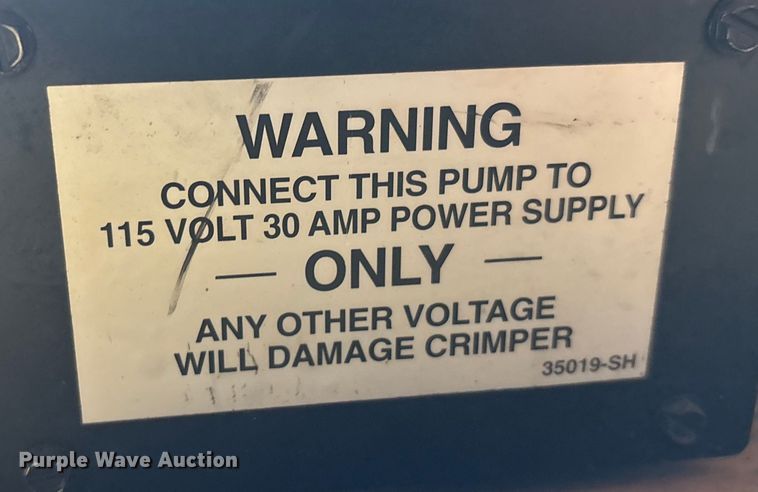 WARNING
CONNECT THIS PUMP TO
115 VOLT 30 AMP POWER SUPPLY
— ONLY —
ANY OTHER VOLTAGE
WILL DAMAGE CRIMPER
35019-SH
Purple Wave Auction